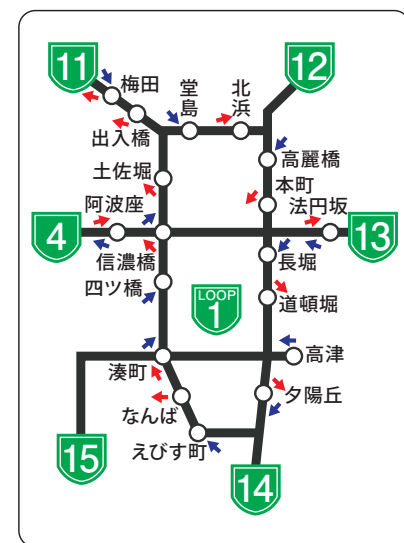 11
12
梅田
堂島
北浜
出入橋
高麗橋
土佐堀
本町
阿波座
法円坂
4
13
信濃橋
長堀
四ツ橋
LOOP
1
道頓堀
高津
湊町
夕陽丘
なんば
えびす町
15
14